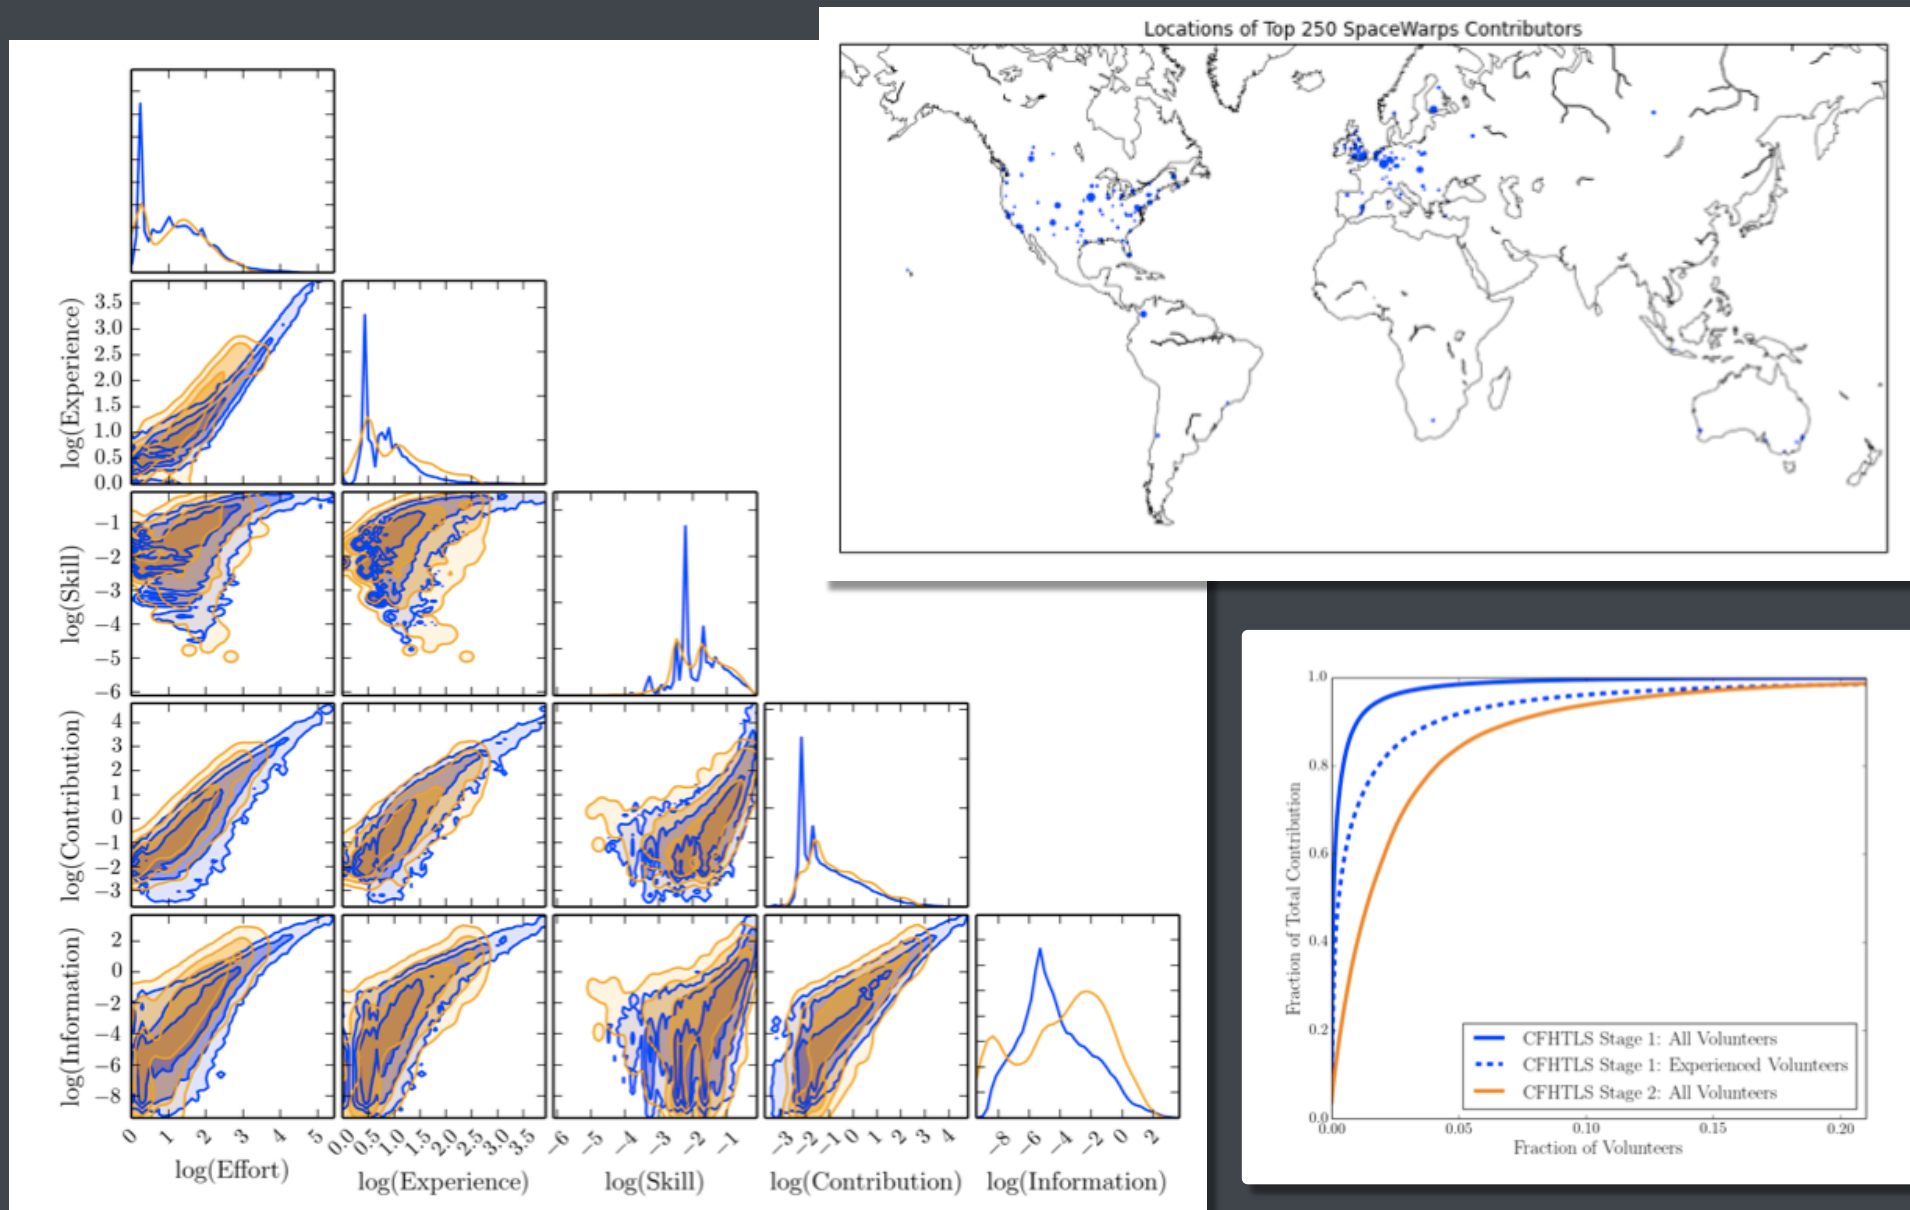 Locations of Top 250 SpaceWarps Contributors
log(Experience)
3.5
3.0
2.5
2.0
1.5
1.0
0.5
0.0
log(Skill)
−1
−2
−3
−4
−5
−6
log(Contribution)
4
3
2
1
0
−1
−2
−3
log(Information)
2
0
−2
−4
−6
−8
0 1 2 3 4 5
log(Effort)
0.0 0.5 1.0 1.5 2.0 2.5 3.0 3.5
log(Experience)
−6 −5 −4 −3 −2 −1
log(Skill)
−3 −2 −1 0 1 2 3 4
log(Contribution)
−8 −6 −4 −2 0 2
log(Information)
Fraction of Total Contribution
1.0
0.8
0.6
0.4
0.2
0.0
CFHTLS Stage 1: All Volunteers
CFHTLS Stage 1: Experienced Volunteers
CFHTLS Stage 2: All Volunteers
0.00 0.05 0.10 0.15 0.20
Fraction of Volunteers